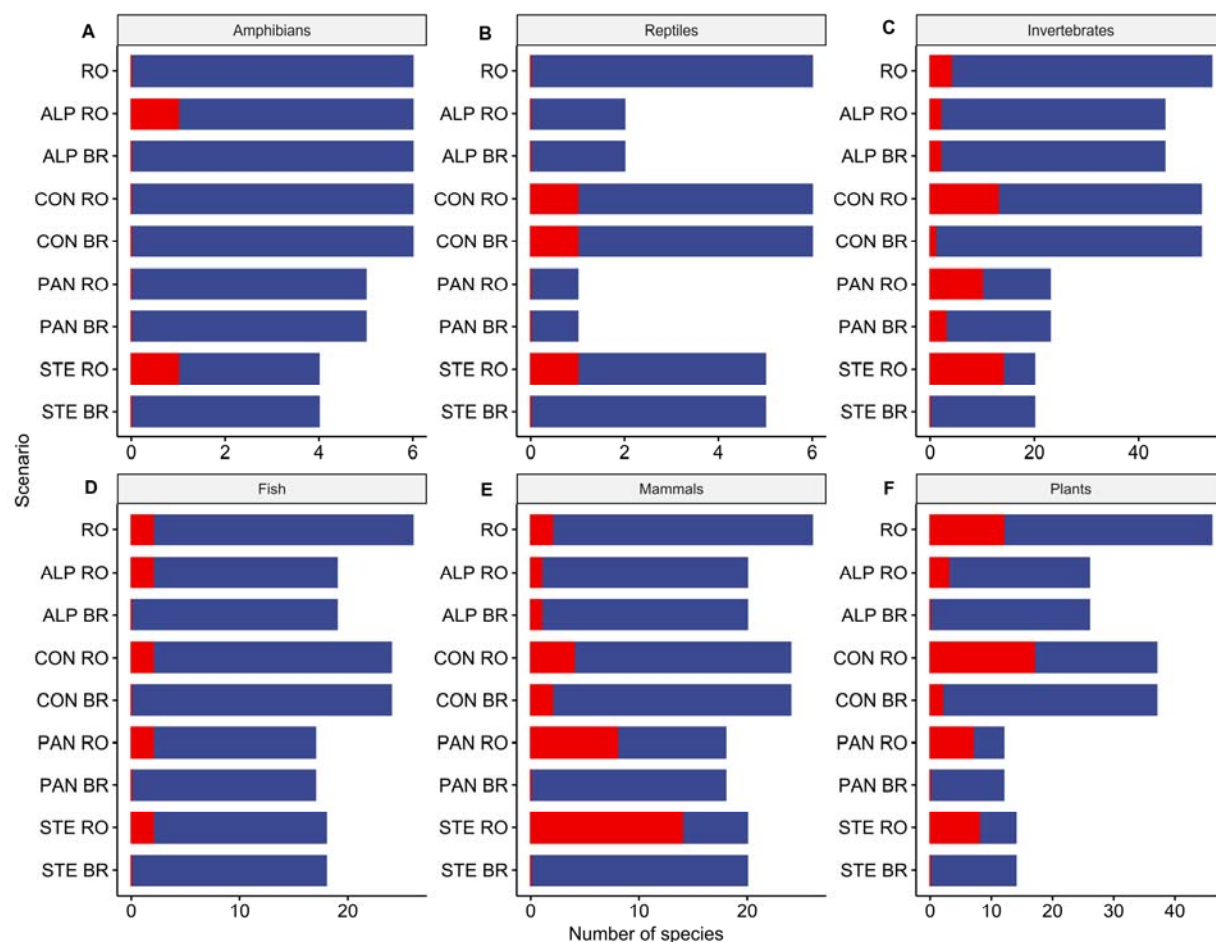 A Amphibians
RO
ALP RO
ALP BR
CON RO
CON BR
PAN RO
PAN BR
STE RO
STE BR
0 2 4 6
B Reptiles
RO
ALP RO
ALP BR
CON RO
CON BR
PAN RO
PAN BR
STE RO
STE BR
0 2 4 6
C Invertebrates
RO
ALP RO
ALP BR
CON RO
CON BR
PAN RO
PAN BR
STE RO
STE BR
0 20 40
Scenario
D Fish
RO
ALP RO
ALP BR
CON RO
CON BR
PAN RO
PAN BR
STE RO
STE BR
0 10 20
E Mammals
RO
ALP RO
ALP BR
CON RO
CON BR
PAN RO
PAN BR
STE RO
STE BR
0 10 20
F Plants
RO
ALP RO
ALP BR
CON RO
CON BR
PAN RO
PAN BR
STE RO
STE BR
0 10 20 30 40
Number of species